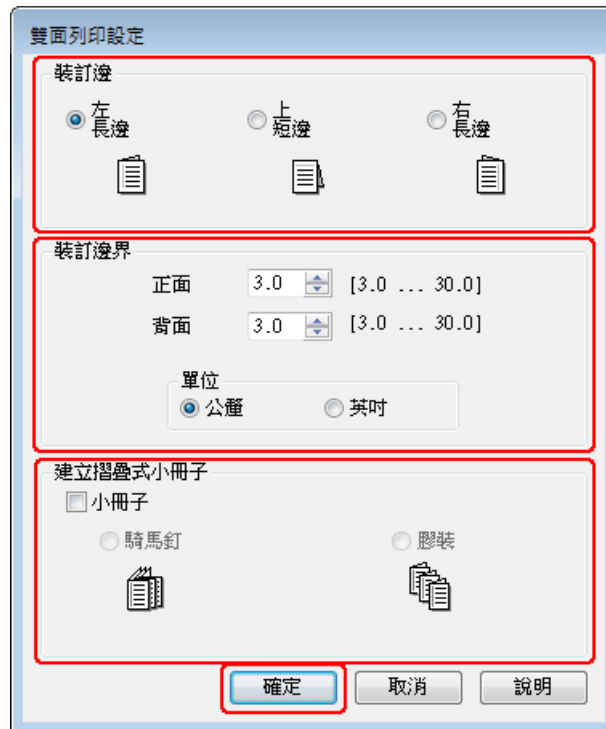 雙面列印設定
裝訂邊
左長邊 上短邊 右長邊
裝訂邊界
正面 3.0 [3.0 ... 30.0]
背面 3.0 [3.0 ... 30.0]
單位
公釐 英吋
建立摺疊式小冊子
小冊子
騎馬釘 膠裝
確定 取消 說明